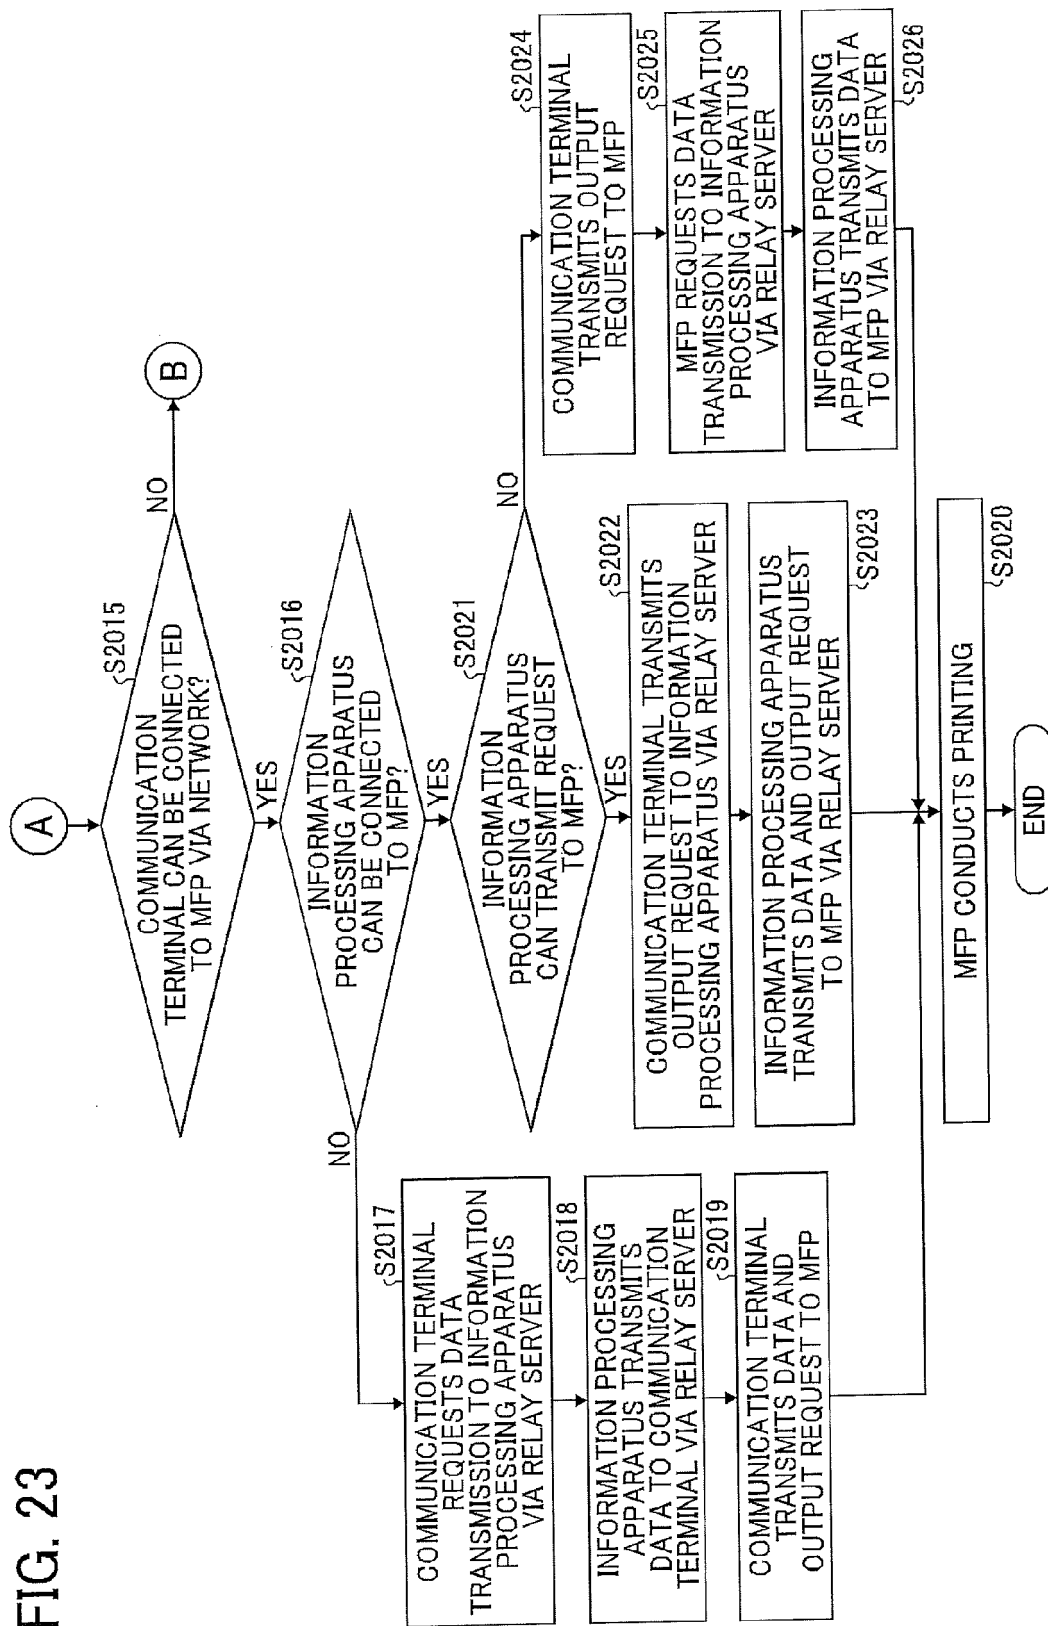 FIG. 23
A
COMMUNICATION
TERMINAL CAN BE CONNECTED
TO MFP VIA NETWORK?
S2015
NO
B
YES
INFORMATION
PROCESSING APPARATUS
CAN BE CONNECTED
TO MFP?
S2016
NO
YES
S2017
COMMUNICATION TERMINAL
REQUESTS DATA
TRANSMISSION TO INFORMATION
PROCESSING APPARATUS
VIA RELAY SERVER
S2018
INFORMATION PROCESSING
APPARATUS TRANSMITS
DATA TO COMMUNICATION
TERMINAL VIA RELAY SERVER
S2019
COMMUNICATION TERMINAL
TRANSMITS DATA AND
OUTPUT REQUEST TO MFP
INFORMATION
PROCESSING APPARATUS
CAN TRANSMIT REQUEST
TO MFP?
S2021
NO
YES
S2022
COMMUNICATION TERMINAL TRANSMITS
OUTPUT REQUEST TO INFORMATION
PROCESSING APPARATUS VIA RELAY SERVER
S2023
INFORMATION PROCESSING APPARATUS
TRANSMITS DATA AND OUTPUT REQUEST
TO MFP VIA RELAY SERVER
S2024
COMMUNICATION TERMINAL
TRANSMITS OUTPUT
REQUEST TO MFP
S2025
MFP REQUESTS DATA
TRANSMISSION TO INFORMATION
PROCESSING APPARATUS
VIA RELAY SERVER
S2026
INFORMATION PROCESSING
APPARATUS TRANSMITS DATA
TO MFP VIA RELAY SERVER
MFP CONDUCTS PRINTING
S2020
END